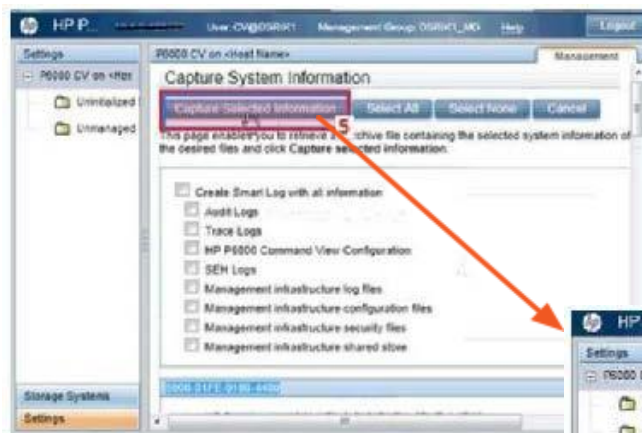 HP P...
User: CV@OSRIK1
Management Group: OSRIK1_MG
Help
Logout
Settings
P6000 CV on <Host Name>
Management
P6000 CV on <Hos
Uninitialized
Unmanaged
Capture System Information
Capture Selected Information
Select All
Select None
Cancel
5
This page enables you to retrieve a rchive file containing the selected system information of
the desired files and click Capture selected information.
Create Smart Log with all information
Audit Logs
Trace Logs
HP P6000 Command View Configuration
SEH Logs
Management infrastructure log files
Management infrastructure configuration files
Management infrastructure security files
Management infrastructure shared store
Storage Systems
Settings
HP
Settings
P6000